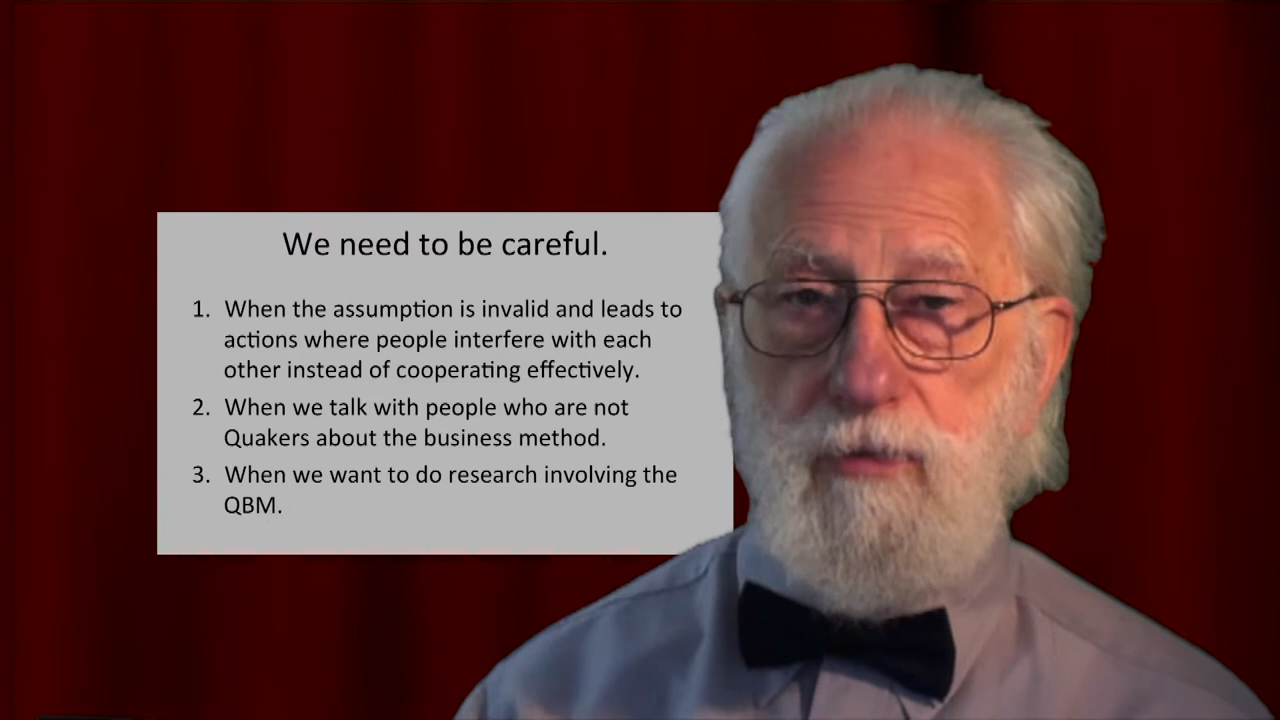 We need to be careful.
1. When the assumption is invalid and leads to
actions where people interfere with each
other instead of cooperating effectively.
2. When we talk with people who are not
Quakers about the business method.
3. When we want to do research involving the
QBM.